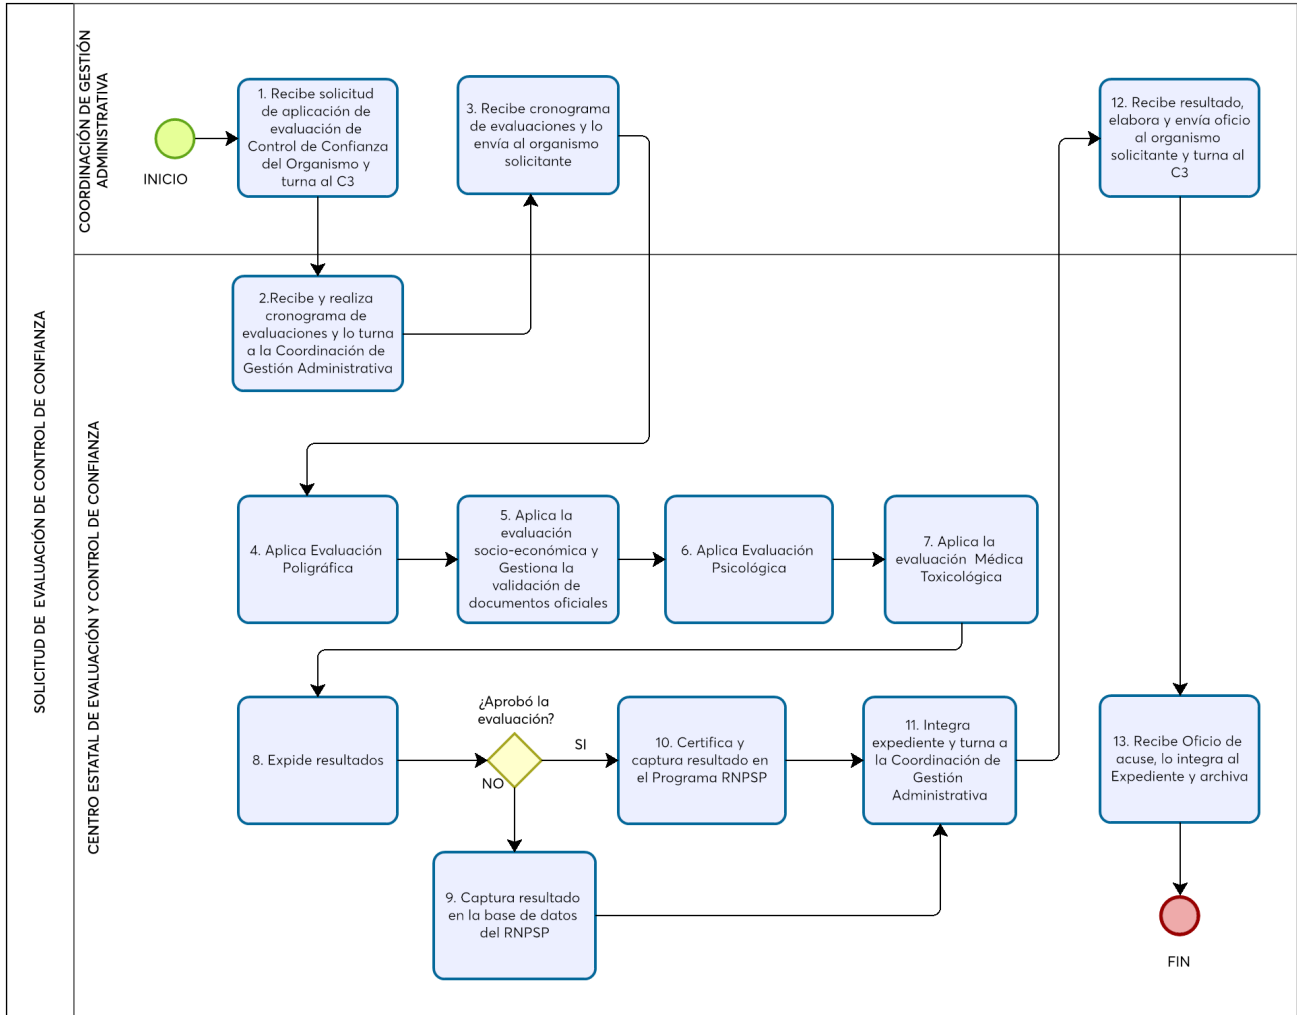 SOLICITUD DE EVALUACIÓN DE CONTROL DE CONFIANZA
COORDINACIÓN DE GESTIÓN
ADMINISTRATIVA
INICIO
1. Recibe solicitud
de aplicación de
evaluación de
Control de Confianza
del Organismo y
turna al C3
3. Recibe cronograma
de evaluaciones y lo
envía al organismo
solicitante
12. Recibe resultado,
elabora y envía oficio
al organismo
solicitante y turna al
C3
CENTRO ESTATAL DE EVALUACIÓN Y CONTROL DE CONFIANZA
2.Recibe y realiza
cronograma de
evaluaciones y lo turna
a la Coordinación de
Gestión Administrativa
4. Aplica Evaluación
Poligráfica
5. Aplica la
evaluación
socio-económica y
Gestiona la
validación de
documentos oficiales
6. Aplica Evaluación
Psicológica
7. Aplica la
evaluación Médica
Toxicológica
8. Expide resultados
¿Aprobó la
evaluación?
SI
NO
10. Certifica y
captura resultado en
el Programa RNPSP
11. Integra
expediente y turna a
la Coordinación de
Gestión
Administrativa
13. Recibe Oficio de
acuse, lo integra al
Expediente y archiva
9. Captura resultado
en la base de datos
del RNPSP
FIN